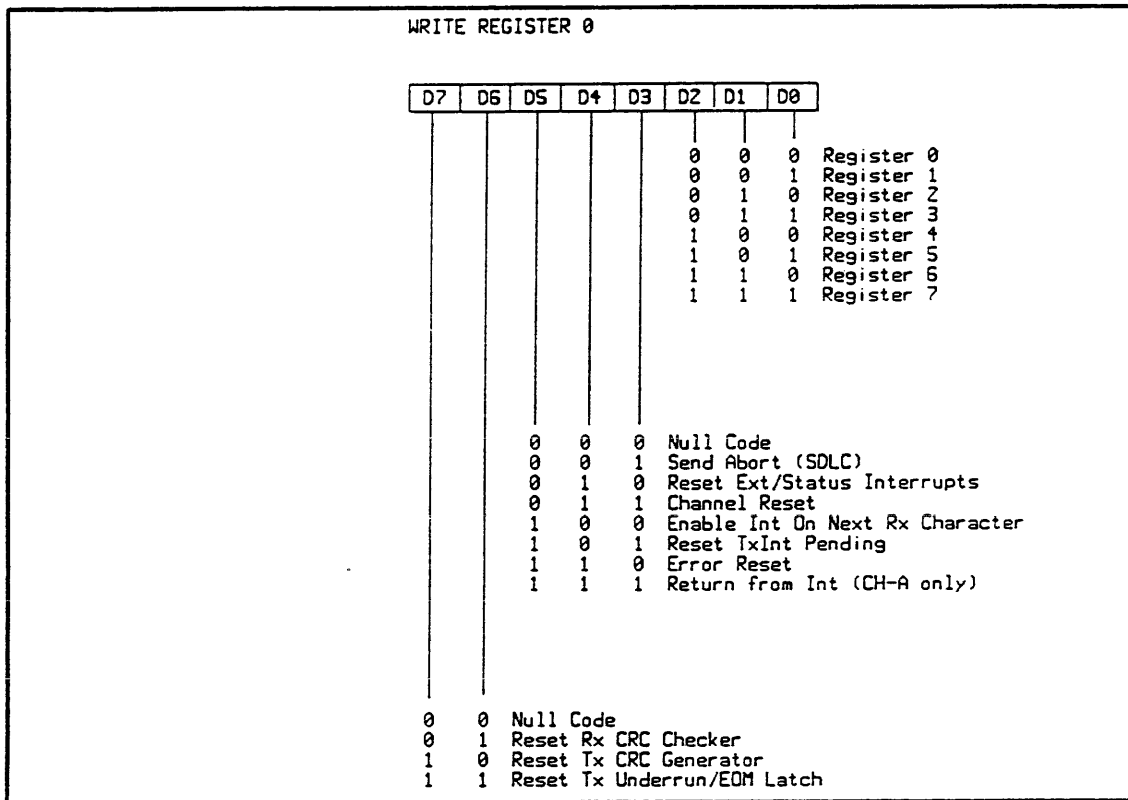 WRITE REGISTER 0
D7 D6 D5 D4 D3 D2 D1 D0
0 0 0 Register 0
0 0 1 Register 1
0 1 0 Register 2
0 1 1 Register 3
1 0 0 Register 4
1 0 1 Register 5
1 1 0 Register 6
1 1 1 Register 7
0 0 0 Null Code
0 0 1 Send Abort (SDLC)
0 1 0 Reset Ext/Status Interrupts
0 1 1 Channel Reset
1 0 0 Enable Int On Next Rx Character
1 0 1 Reset TxInt Pending
1 1 0 Error Reset
1 1 1 Return from Int (CH-A only)
0 0 Null Code
0 1 Reset Rx CRC Checker
1 0 Reset Tx CRC Generator
1 1 Reset Tx Underrun/EOM Latch